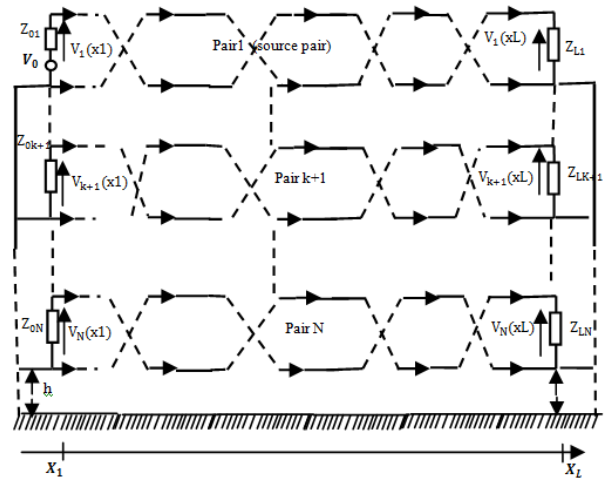 Z01
V1(x1)
Pair1 (source pair)
V1(xL)
ZL1
V0
Z0k+1
Vk+1(x1)
Pair k+1
Vk+1(xL)
ZLK+1
Z0N
VN(x1)
Pair N
VN(xL)
ZLN
h
X1
XL